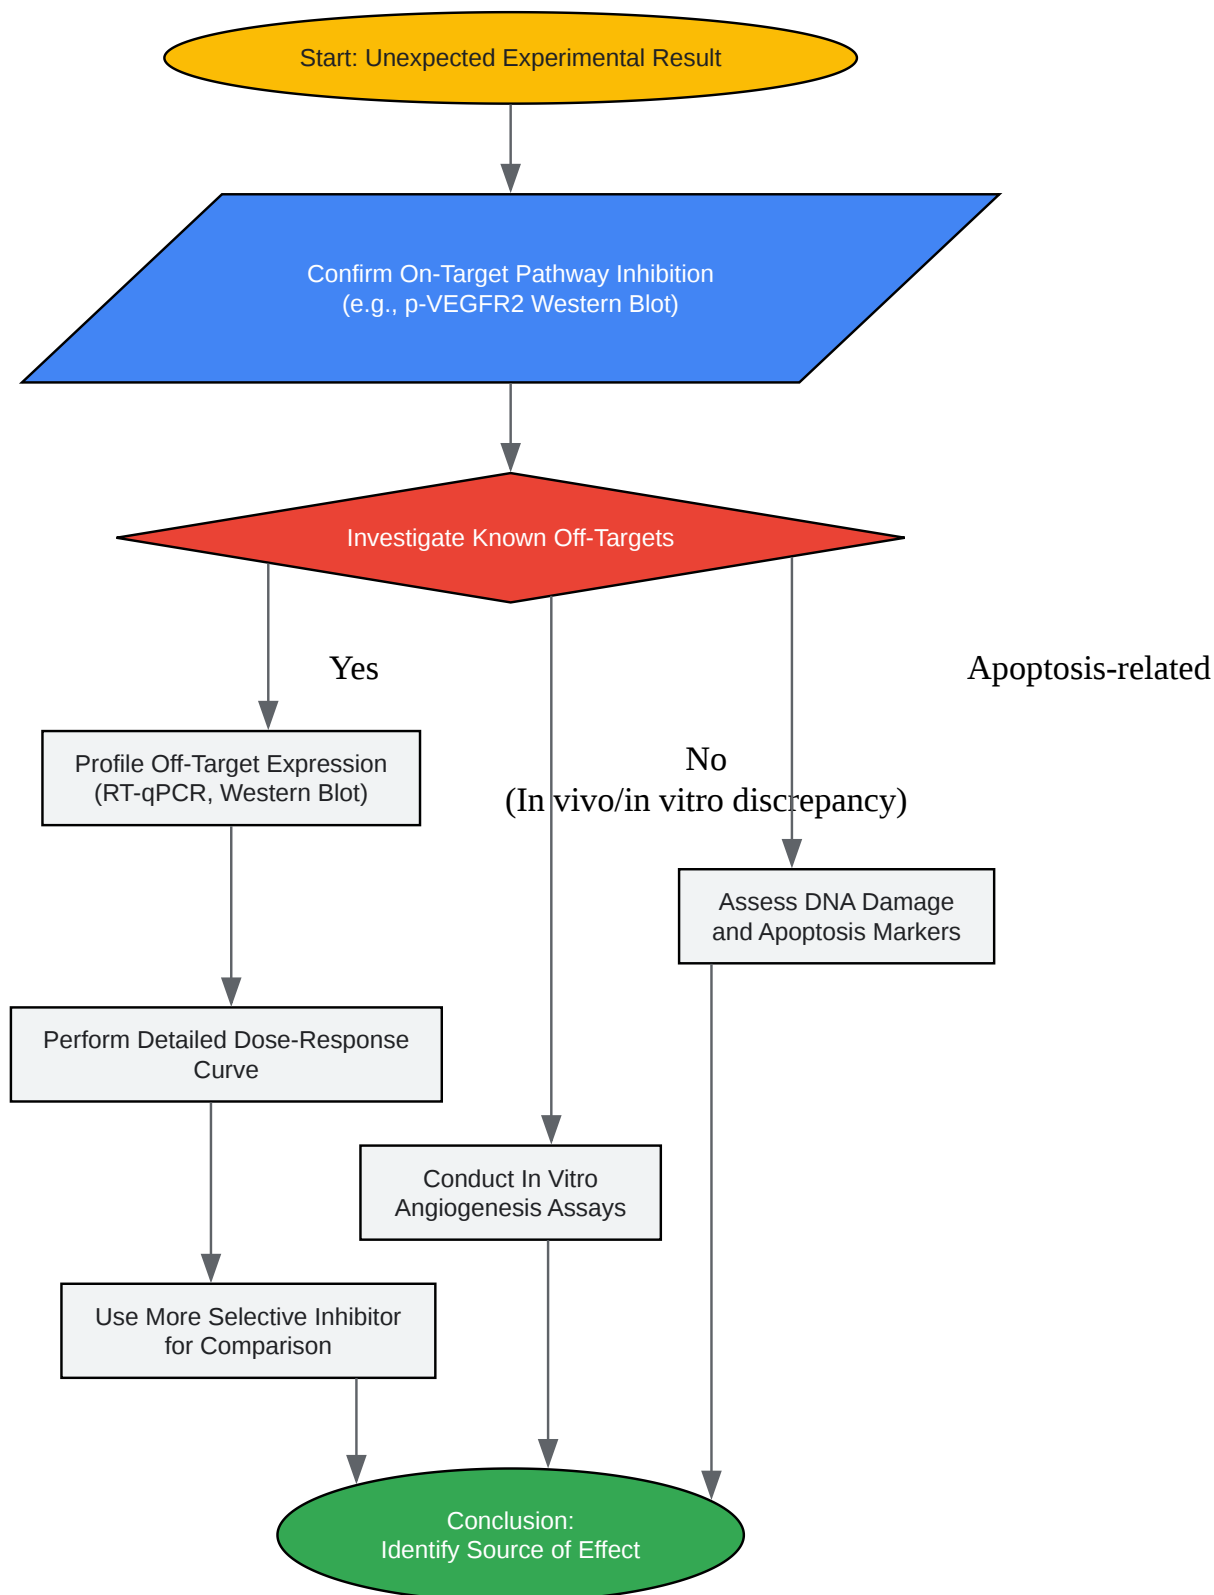 Start: Unexpected Experimental Result
Confirm On-Target Pathway Inhibition
(e.g., p-VEGFR2 Western Blot)
Investigate Known Off-Targets
Yes
Apoptosis-related
No
(In vivo/in vitro discrepancy)
Profile Off-Target Expression
(RT-qPCR, Western Blot)
Assess DNA Damage
and Apoptosis Markers
Perform Detailed Dose-Response
Curve
Conduct In Vitro
Angiogenesis Assays
Use More Selective Inhibitor
for Comparison
Conclusion:
Identify Source of Effect